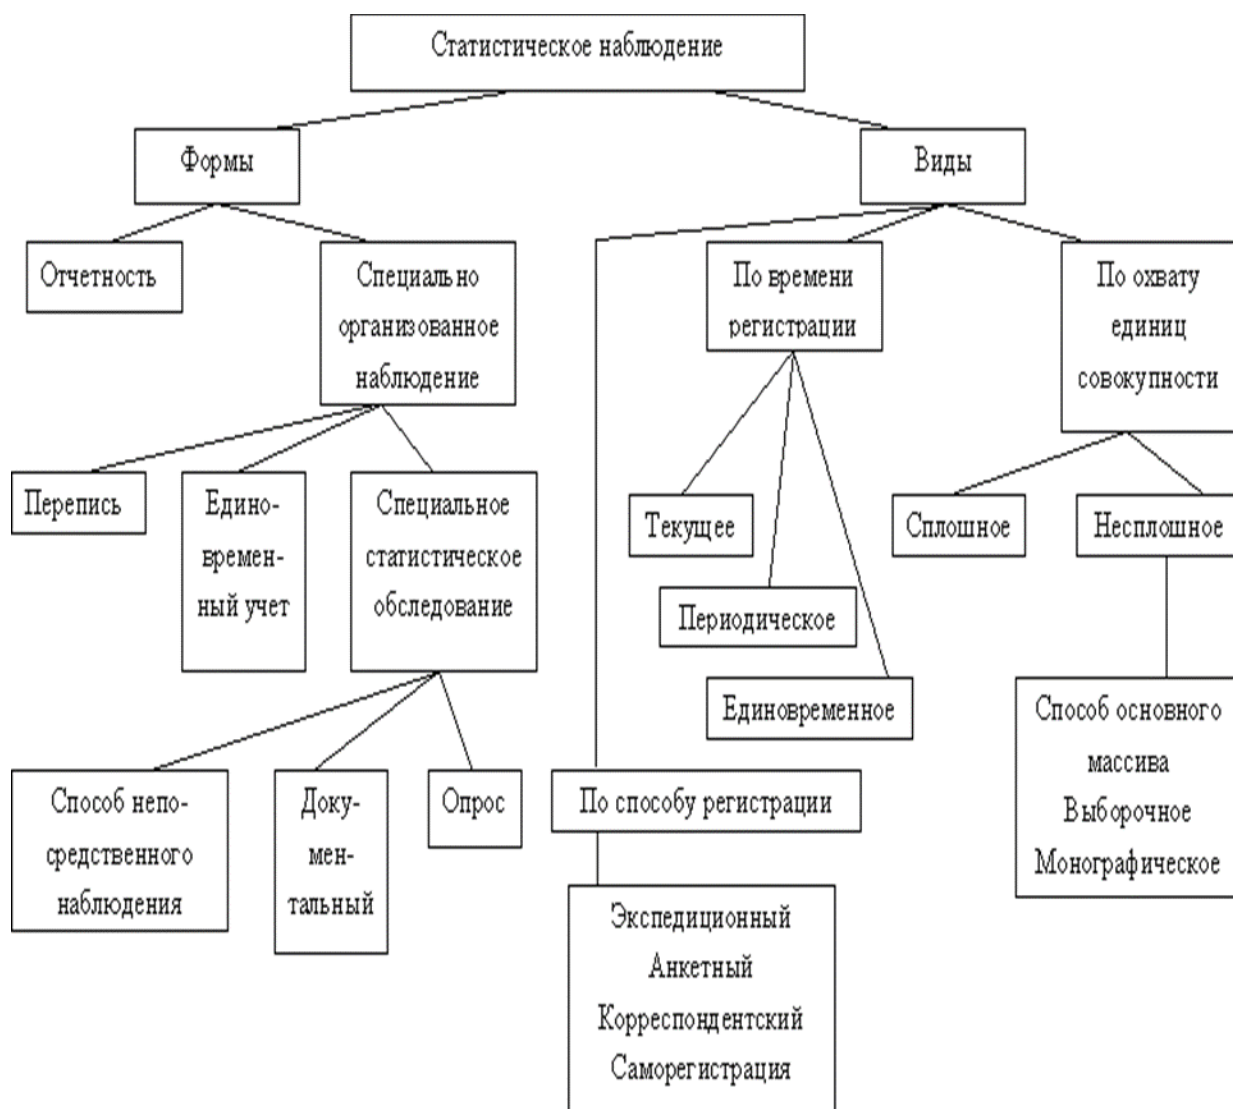 Статистическое наблюдение
Формы
Виды
Отчетность
Специально
организованное
наблюдение
По времени
регистрации
По охвату
единиц
совокупности
Перепись
Едино-
времен-
ный учет
Специальное
статистическое
обследование
Текущее
Сплошное
Несплошное
Периодическое
Единовременное
Способ непо-
средственного
наблюдения
Доку-
мен-
тальный
Опрос
По способу регистрации
Способ основного
массива
Выборочное
Монографическое
Экспедиционный
Анкетный
Корреспондентский
Саморегистрация